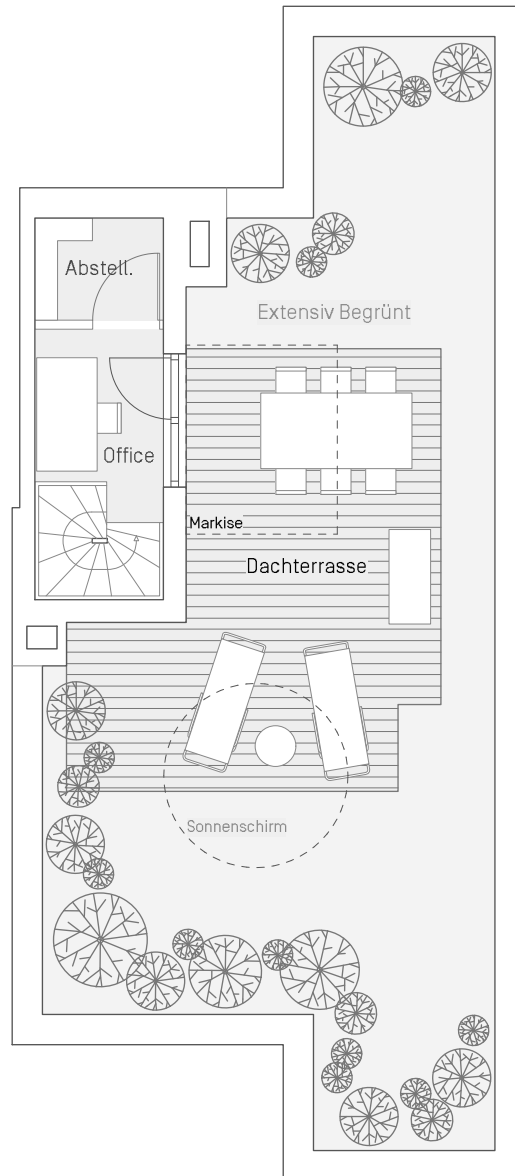 Abstell.
Extensiv Begrünt
Office
Markise
Dachterrasse
Sonnenschirm